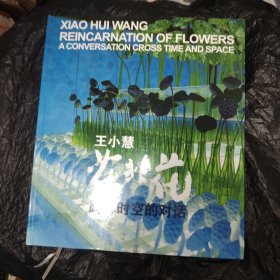 XIAO HUI WANG
REINCARNATION OF FLOWERS
A CONVERSATION CROSS TIME AND SPACE
王小慧
花
时空的对话